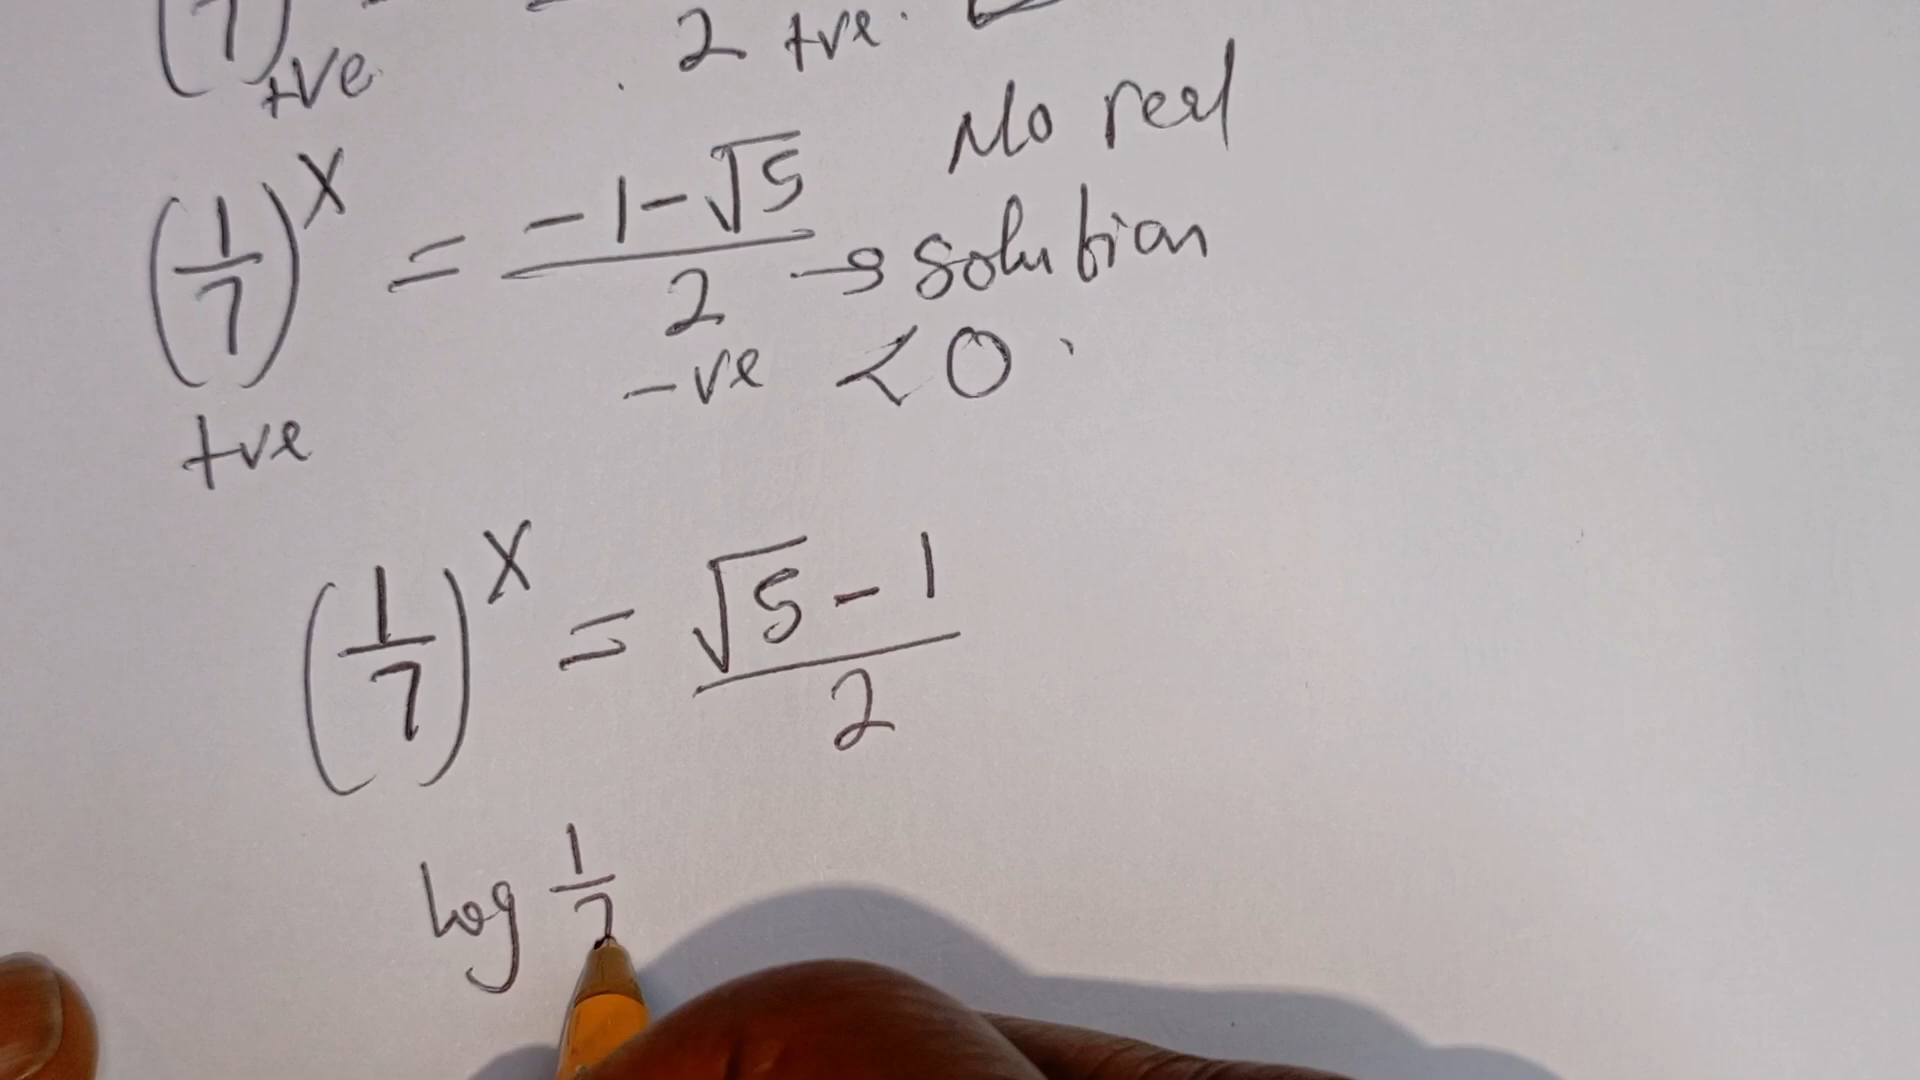 (1/7) 2 +ve.
+ve
(1/7)^x = (-1-√5)/2 → No real solution
+ve -ve < 0.
(1/7)^x = (√5-1)/2
log 1/7